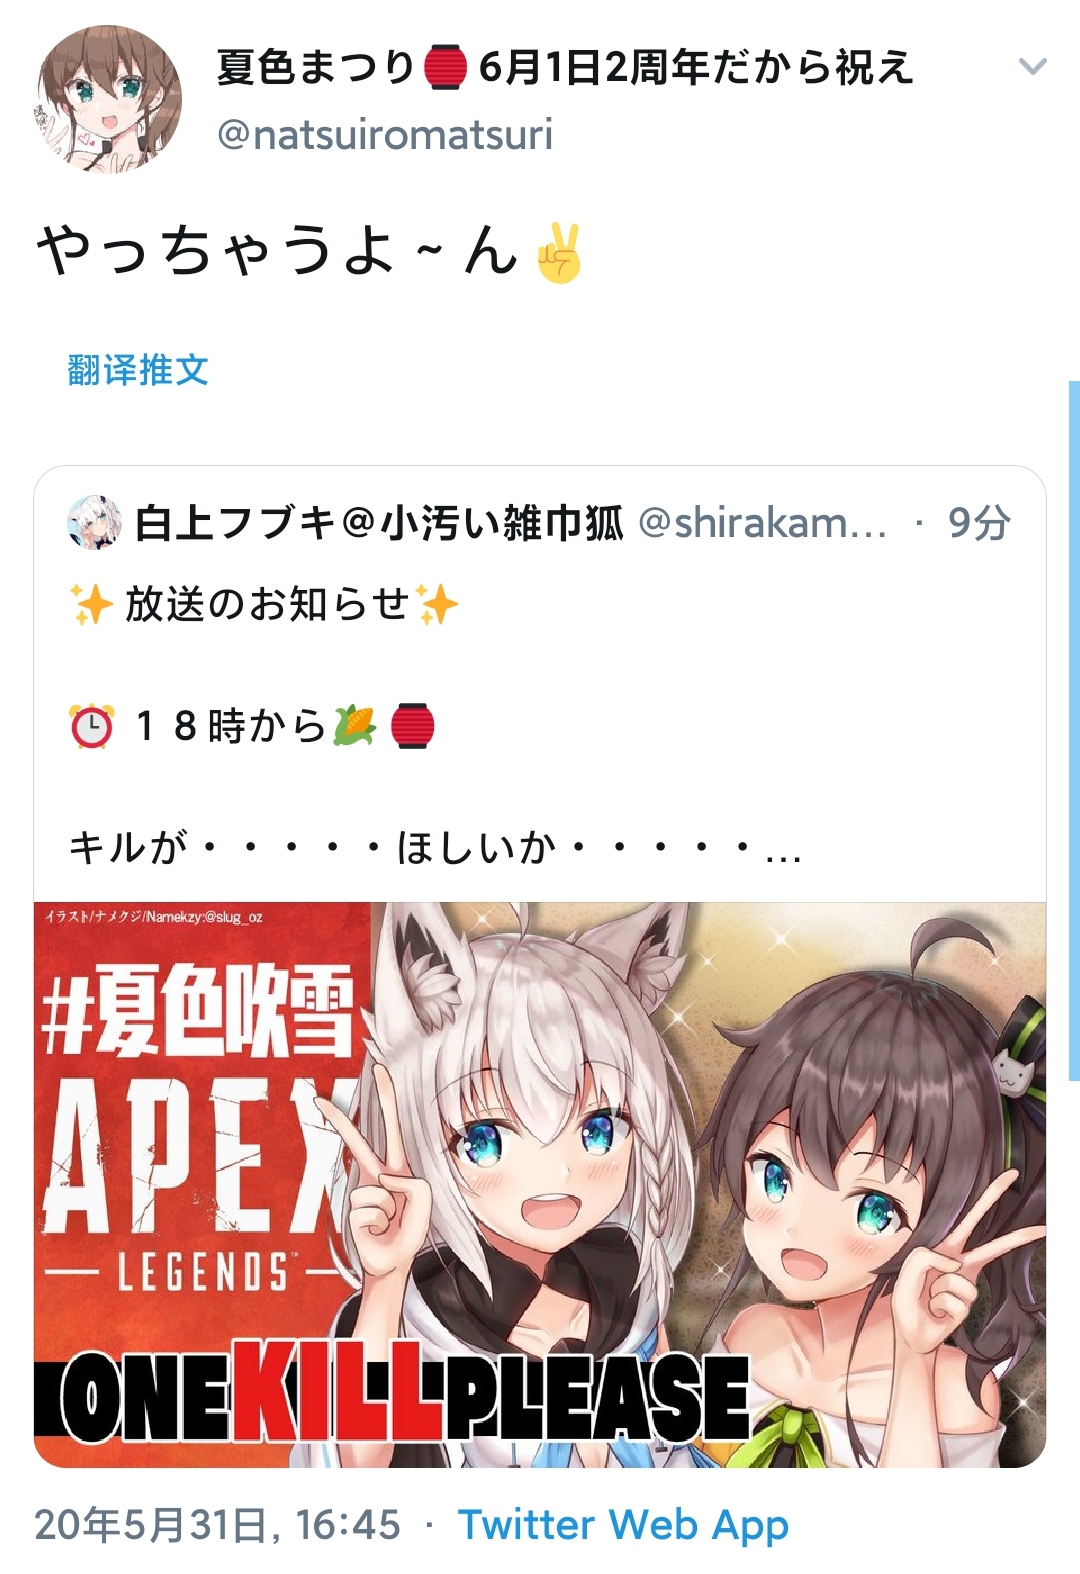 夏色まつり🏮6月1日2周年だから祝え
@natsuiromatsuri
やっちゃうよ~ん✌
翻译推文
白上フブキ@小汚い雑巾狐 @shirakam... · 9分
✨放送のお知らせ✨
⏰１８時から🌽🏮
キルが・・・・・ほしいか・・・・・...
イラスト/ナメクジ/Namekzy:@slug_oz
#夏色吹雪
APEX
LEGENDS™
ONE KILL PLEASE
20年5月31日, 16:45 · Twitter Web App